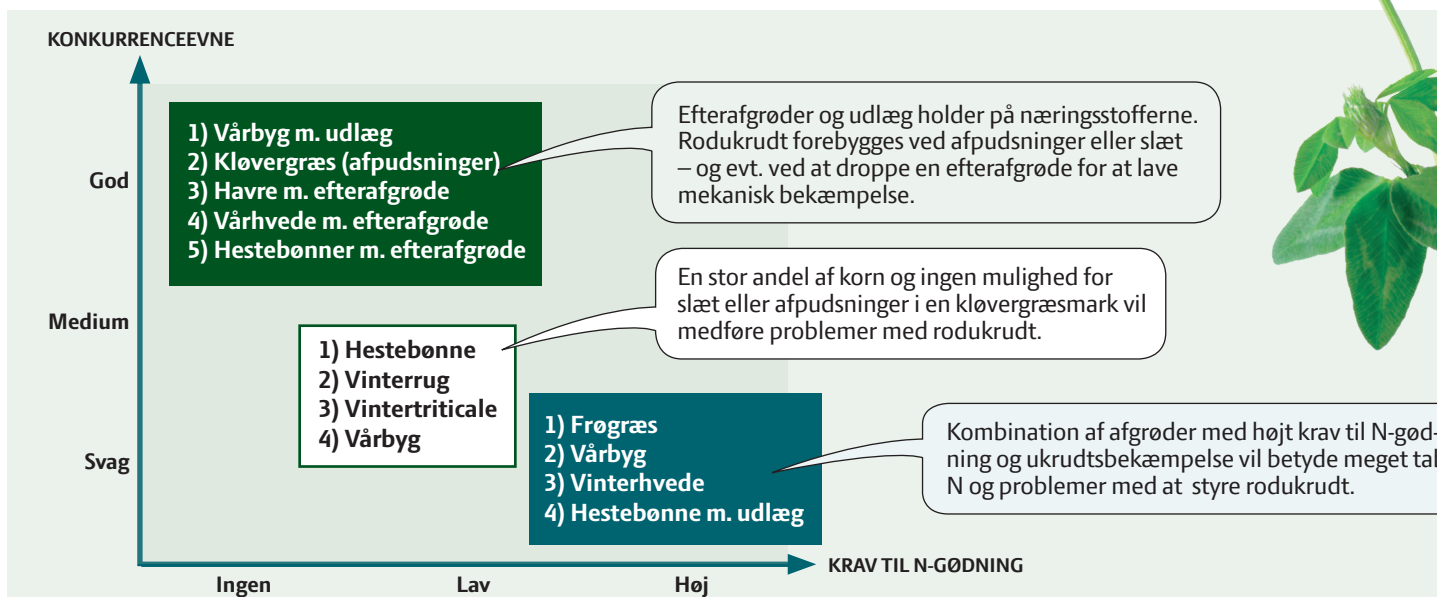 KONKURRENCEEVNE
1) Vårbyg m. udlæg
2) Kløvergræs (afpudsninger)
3) Havre m. efterafgrøde
4) Vårhvede m. efterafgrøde
5) Hestebønner m. efterafgrøde
Efterafgrøder og udlæg holder på næringsstofferne.
Rodukrudt forebygges ved afpudsninger eller slæt
– og evt. ved at droppe en efterafgrøde for at lave
mekanisk bekæmpelse.
God
En stor andel af korn og ingen mulighed for
slæt eller afpudsninger i en kløvergræsmark vil
medføre problemer med rodukrudt.
Medium
1) Hestebønne
2) Vinterrug
3) Vintertriticale
4) Vårbyg
1) Frøgræs
2) Vårbyg
3) Vinterhvede
4) Hestebønne m. udlæg
Kombination af afgrøder med højt krav til N-gød-
ning og ukrudtsbekæmpelse vil betyde meget
N og problemer med at styre rodukrudt.
Svag
KRAV TIL N-GØDNING
Ingen Lav Høj